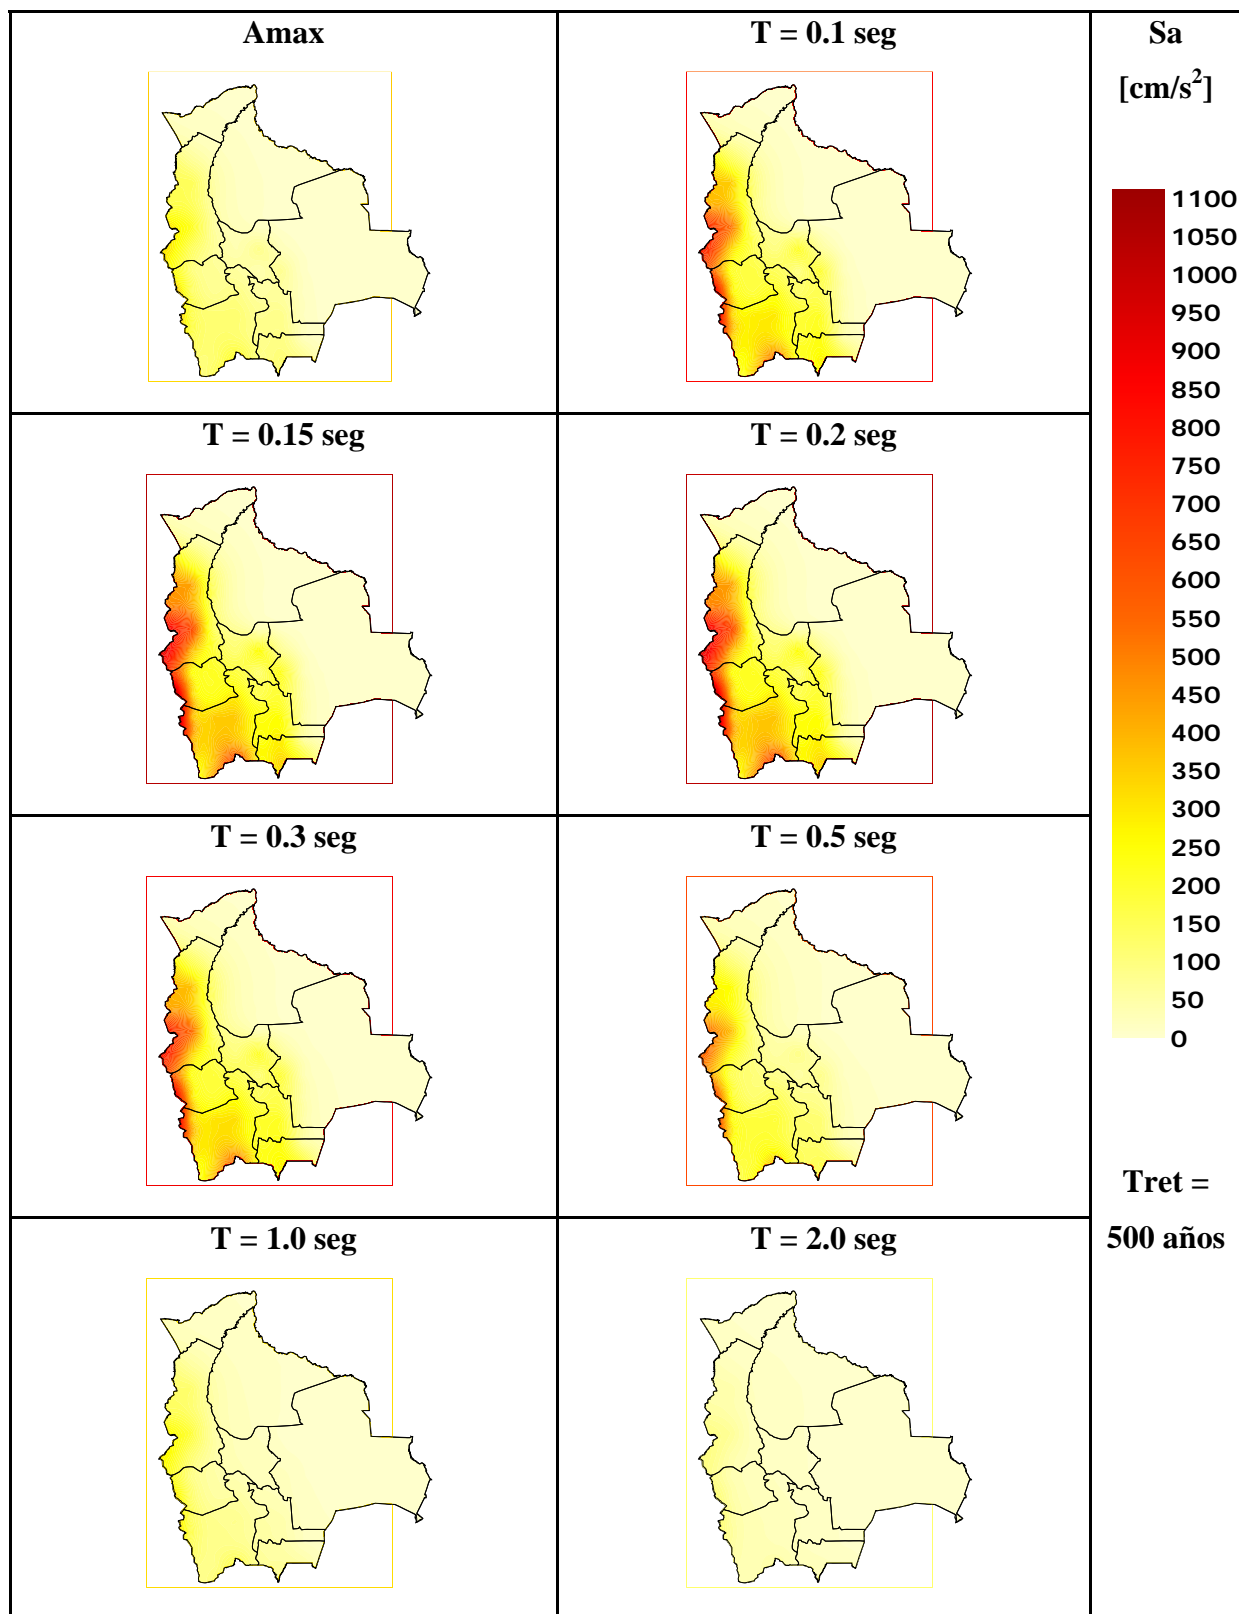 Amax
T = 0.1 seg
Sa
[cm/s²]
1100
1050
1000
950
900
850
800
750
700
650
600
550
500
450
400
350
300
250
200
150
100
50
0
T = 0.15 seg
T = 0.2 seg
T = 0.3 seg
T = 0.5 seg
Tret =
500 años
T = 1.0 seg
T = 2.0 seg